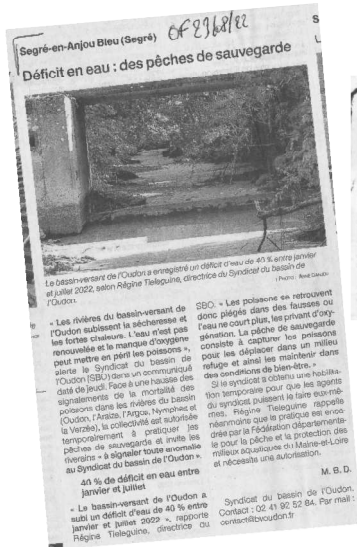 OF 23/08/22
Segré-en-Anjou Bleu (Segré)
Déficit en eau : des pêches de sauvegarde
Le bassin-versant de l'Oudon a enregistré un déficit d'eau de 40 % entre janvier
et juillet 2022, selon Régine Tieleguine, directrice du Syndicat du bassin de
l'Oudon.
« Les rivières du bassin-versant de
l'Oudon subissent la sécheresse et
les fortes chaleurs. L'eau n'est pas
renouvelée et le manque d'oxygène
peut mettre en péril les poissons »,
alerte le Syndicat du bassin de
l'Oudon (SBO) dans un communiqué
daté de jeudi. Face à une hausse des
signalements de la mortalité des
poissons dans les rivières du bassin
(Oudon, l'Araize, l'Argos, Nymphes et
la Verzée), la collectivité est autorisée
temporairement à pratiquer les
pêches de sauvegarde et invite les
riverains « à signaler toute anomalie
au Syndicat du bassin de l'Oudon ».
40 % de déficit en eau entre
janvier et juillet
« Le bassin-versant de l'Oudon a
subi un déficit d'eau de 40 % entre
janvier et juillet 2022 », rapporte
Régine Tieleguine, directrice du
SBO. « Les poissons se retrouvent
donc piégés dans des fausses où
l'eau ne court plus, les privant d'oxy-
génation. La pêche de sauvegarde
consiste à capturer les poissons
pour les déplacer dans un milieu
refuge et ainsi les maintenir dans
des conditions de bien-être. »
Si le syndicat a obtenu une habilita-
tion temporaire pour que les agents
du syndicat puissent le faire eux-mê-
mes, Régine Tieleguine rappelle
néanmoins que la pratique est enca-
drée par la Fédération départementa-
le pour la pêche et la protection des
milieux aquatiques du Maine-et-Loire
et nécessite une autorisation.
M. B. D.
Syndicat du bassin de l'Oudon.
Contact : 02 41 92 52 84. Par mail :
contact@bvoudon.fr